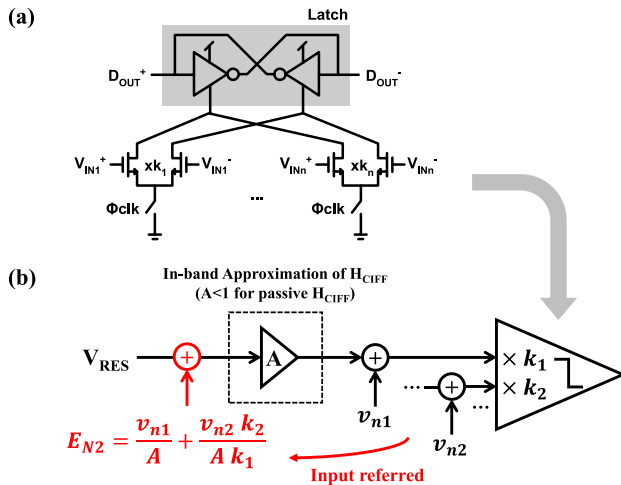 (a)
Latch
D_OUT^+
D_OUT^-
V_IN1^+
xk_1
V_IN1^-
V_INn^+
xk_n
V_INn^-
Φclk
...
Φclk
(b)
In-band Approximation of H_CIFF
(A<1 for passive H_CIFF)
V_RES
+
A
+
× k_1
...
+
× k_2
...
v_n1
v_n2
E_N2 = v_n1/A + v_n2 k_2/A k_1
Input referred